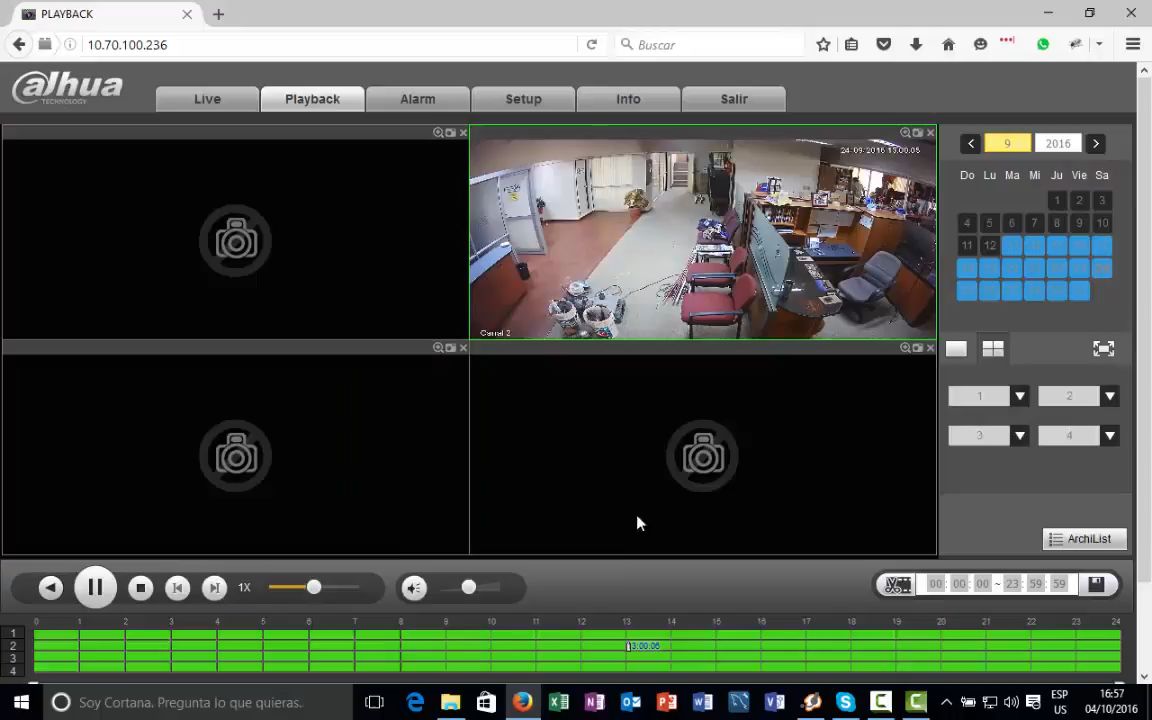 PLAYBACK
10.70.100.236
Buscar
alhua
TECHNOLOGY
Live
Playback
Alarm
Setup
Info
Salir
24-09-2016 13:00:06
Canal 2
9
2016
Do Lu Ma Mi Ju Vie Sa
1 2 3
4 5 6 7 8 9 10
11 12
1
2
3
4
ArchiList
1X
00 : 00 : 00 ~ 23 : 59 : 59
0 1 2 3 4 5 6 7 8 9 10 11 12 13 14 15 16 17 18 19 20 21 22 23 24
1
2
13:00:06
3
4
Soy Cortana. Pregunta lo que quieras.
ESP
US
16:57
04/10/2016